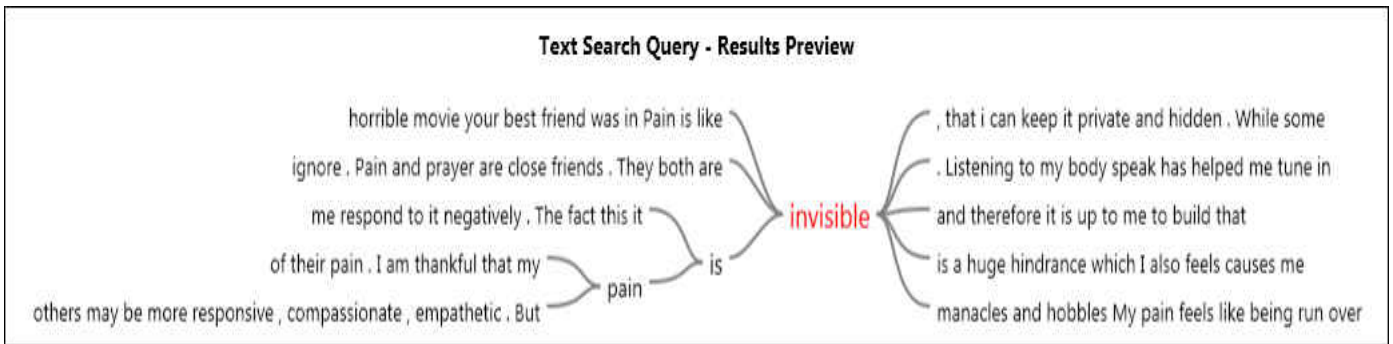 Text Search Query - Results Preview
horrible movie your best friend was in Pain is like
ignore . Pain and prayer are close friends . They both are
me respond to it negatively . The fact this it
of their pain . I am thankful that my
others may be more responsive , compassionate , empathetic . But
pain
is
invisible
, that i can keep it private and hidden . While some
. Listening to my body speak has helped me tune in
and therefore it is up to me to build that
is a huge hindrance which I also feels causes me
manacles and hobbles My pain feels like being run over